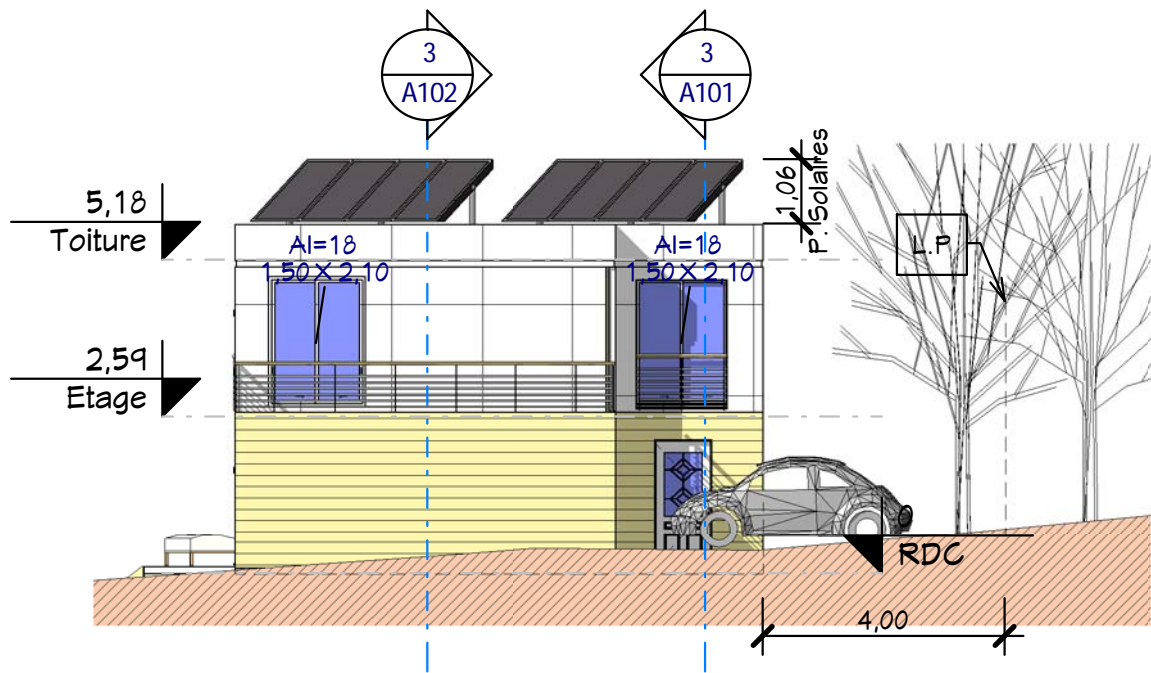 3
A102
3
A101
P. Solaires
1,06
5,18
Toiture
L.P.
Al=18
1.50 X 2.10
Al=18
1.50 X 2.10
2,59
Etage
RDC
4,00